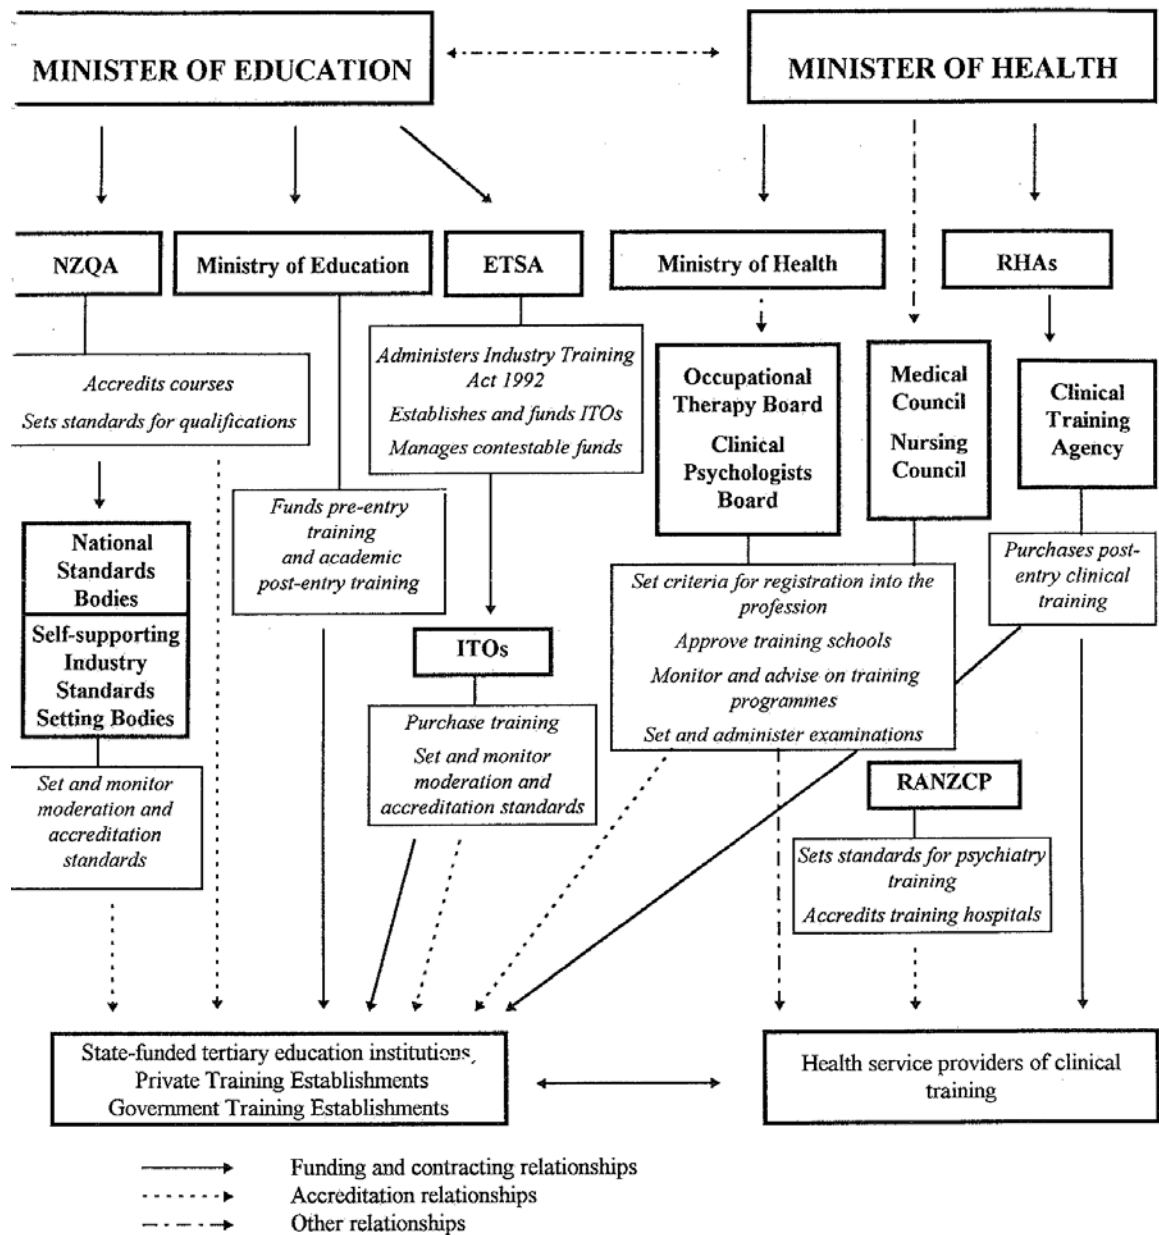 MINISTER OF EDUCATION
MINISTER OF HEALTH
NZQA
Ministry of Education
ETSA
Ministry of Health
RHAs
Accredits courses
Sets standards for qualifications
Administers Industry Training
Act 1992
Establishes and funds ITOs
Manages contestable funds
Occupational
Therapy Board
Clinical
Psychologists
Board
Medical
Council
Nursing
Council
Clinical
Training
Agency
National
Standards
Bodies
Self-supporting
Industry
Standards
Setting Bodies
Funds pre-entry
training
and academic
post-entry training
ITOs
Set criteria for registration into the
profession
Approve training schools
Monitor and advise on training
programmes
Set and administer examinations
Purchases post-
entry clinical
training
Set and monitor
moderation and
accreditation
standards
Purchase training
Set and monitor
moderation and
accreditation standards
RANZCP
Sets standards for psychiatry
training
Accredits training hospitals
State-funded tertiary education institutions,
Private Training Establishments
Government Training Establishments
Health service providers of clinical
training
Funding and contracting relationships
Accreditation relationships
Other relationships